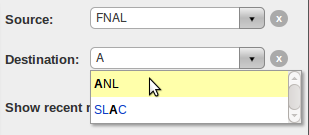 Source: FNAL
Destination: A
ANL
SLAC
Show recent